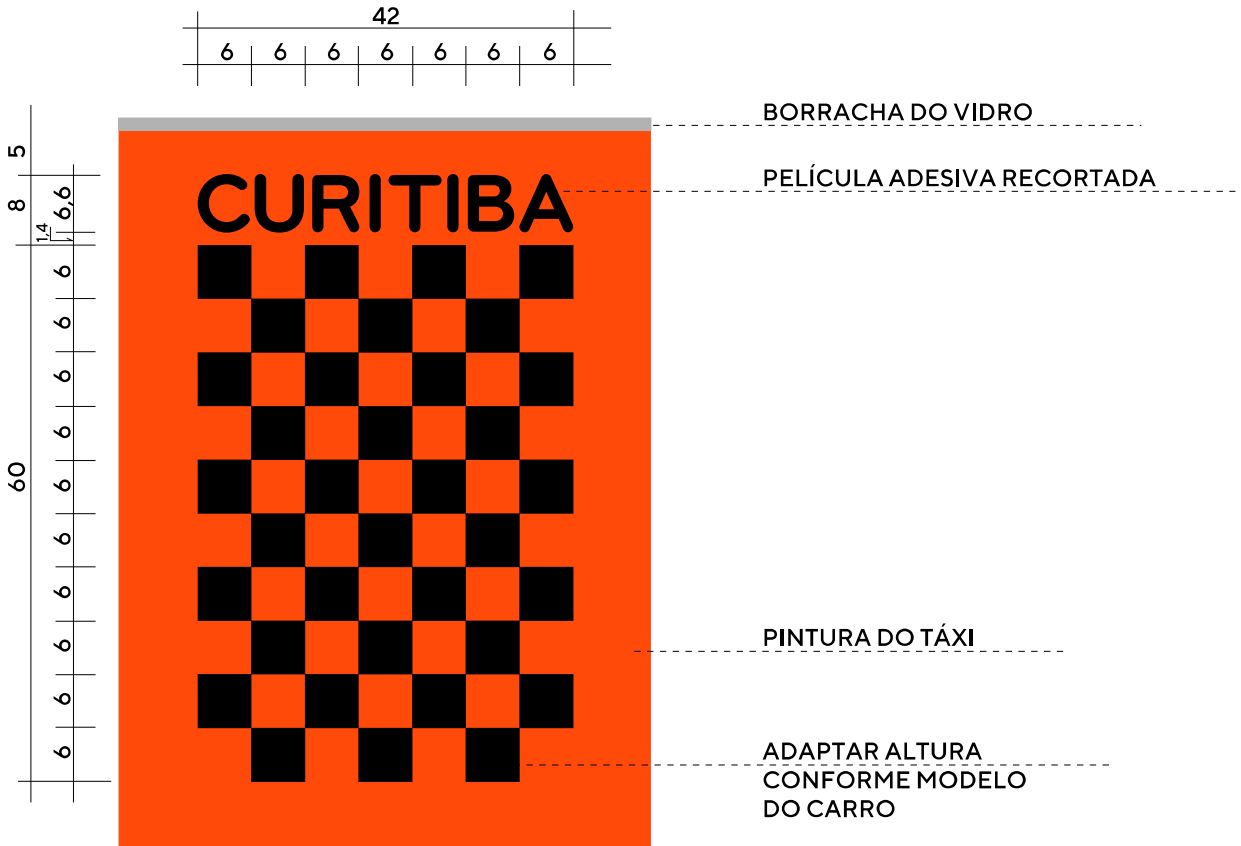 42
6 6 6 6 6 6 6
BORRACHA DO VIDRO
5
PELÍCULA ADESIVA RECORTADA
CURITIBA
8
6,6
1,4
6
6
6
6
60
6
6
6
6
6
6
PINTURA DO TÁXI
ADAPTAR ALTURA
CONFORME MODELO
DO CARRO